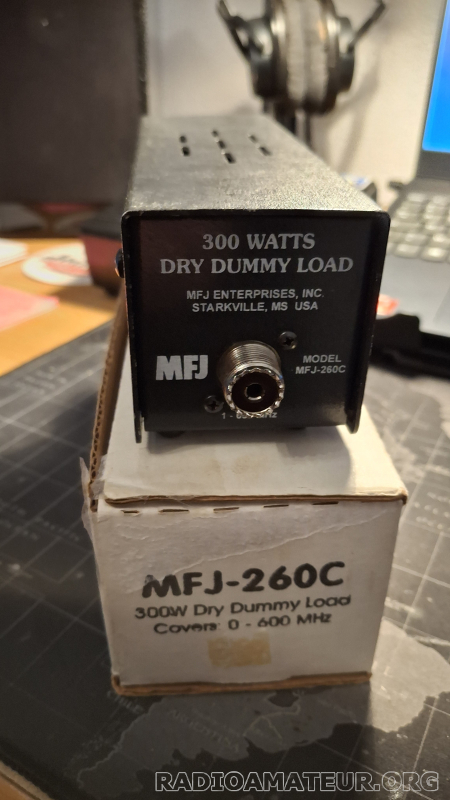 300 WATTS
DRY DUMMY LOAD
MFJ ENTERPRISES, INC.
STARKVILLE, MS USA
MFJ
MODEL
MFJ-260C
MFJ-260C
300W Dry Dummy Load
Covers: 0 - 600 MHz
RADIOAMATEUR.ORG